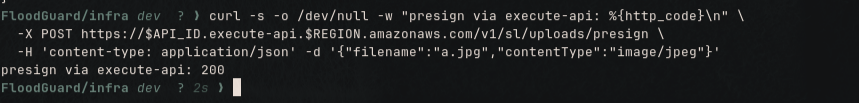 FloodGuard/infra dev ? ❯ curl -s -o /dev/null -w "presign via execute-api: %{http_code}\n" \
-X POST https://$API_ID.execute-api.$REGION.amazonaws.com/v1/sl/uploads/presign \
-H 'content-type: application/json' -d '{"filename":"a.jpg","contentType":"image/jpeg"}'
presign via execute-api: 200
FloodGuard/infra dev ? 2s ❯